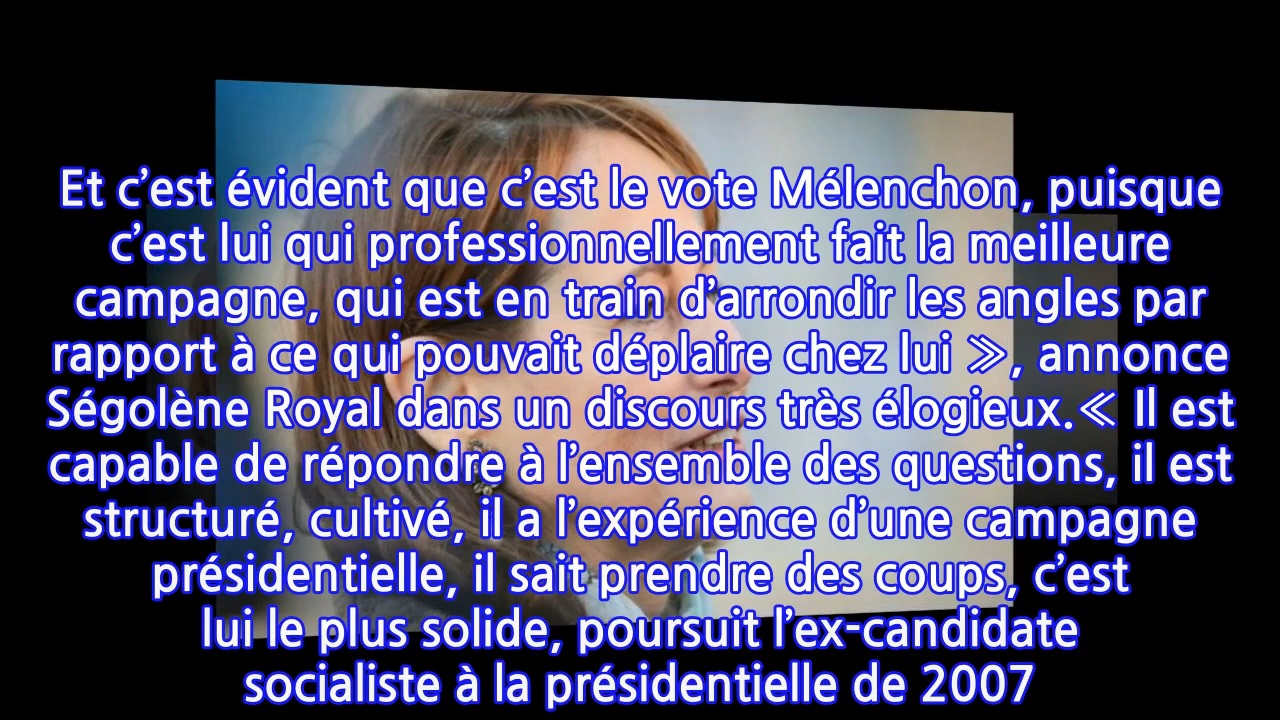 Et c’est évident que c’est le vote Mélenchon, puisque
c’est lui qui professionnellement fait la meilleure
campagne, qui est en train d’arrondir les angles par
rapport à ce qui pouvait déplaire chez lui », annonce
Ségolène Royal dans un discours très élogieux.« Il est
capable de répondre à l’ensemble des questions, il est
structuré, cultivé, il a l’expérience d’une campagne
présidentielle, il sait prendre des coups, c’est
lui le plus solide, poursuit l’ex-candidate
socialiste à la présidentielle de 2007